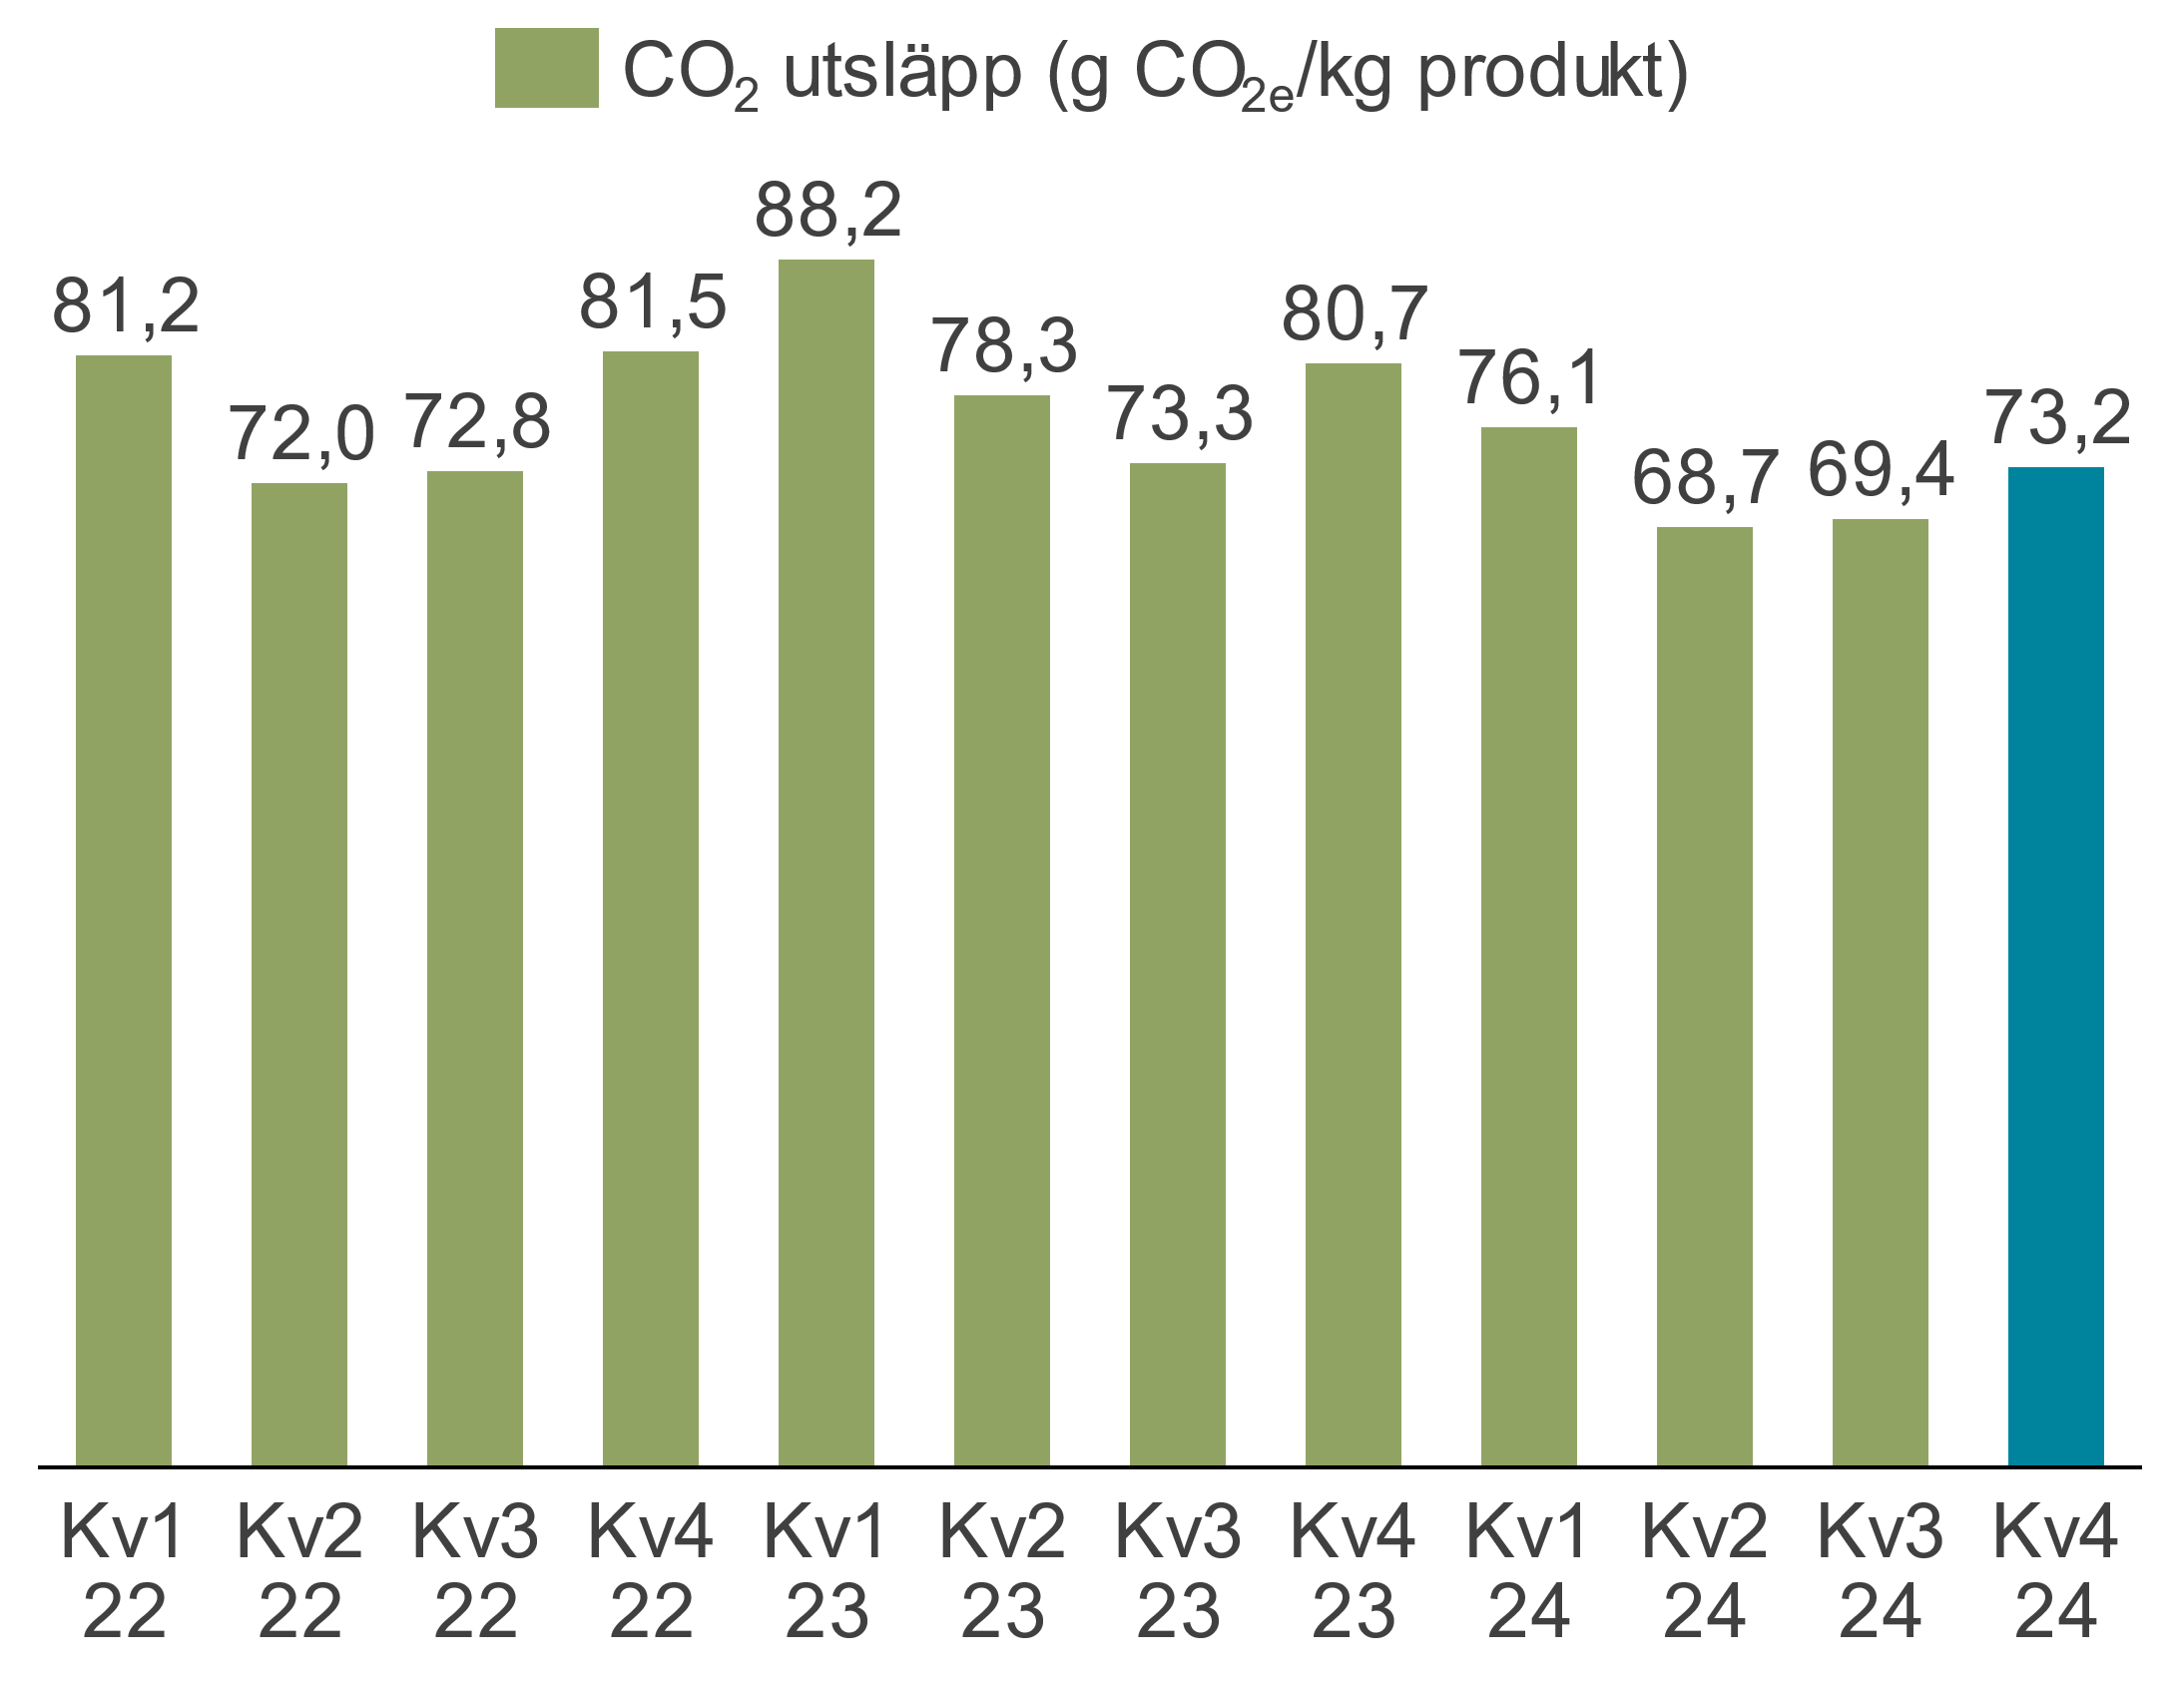 CO₂ utsläpp (g CO₂ₑ/kg produkt)
81,2
72,0
72,8
81,5
88,2
78,3
73,3
80,7
76,1
68,7
69,4
73,2
Kv1 22
Kv2 22
Kv3 22
Kv4 22
Kv1 23
Kv2 23
Kv3 23
Kv4 23
Kv1 24
Kv2 24
Kv3 24
Kv4 24